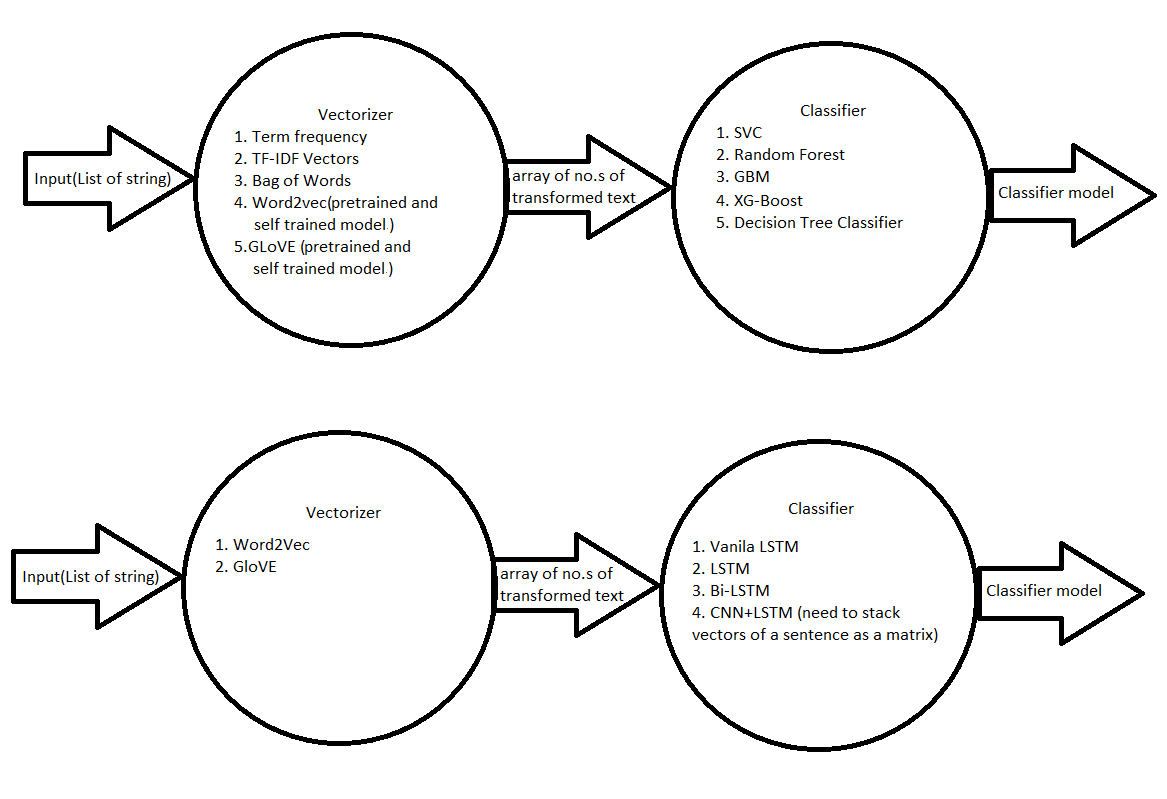 Input(List of string)
Vectorizer
1. Term frequency
2. TF-IDF Vectors
3. Bag of Words
4. Word2vec(pretrained and
self trained model.)
5.GLoVE (pretrained and
self trained model.)
array of no.s of
transformed text
Classifier
1. SVC
2. Random Forest
3. GBM
4. XG-Boost
5. Decision Tree Classifier
Classifier model
Input(List of string)
Vectorizer
1. Word2Vec
2. GloVE
array of no.s of
transformed text
Classifier
1. Vanila LSTM
2. LSTM
3. Bi-LSTM
4. CNN+LSTM (need to stack
vectors of a sentence as a matrix)
Classifier model